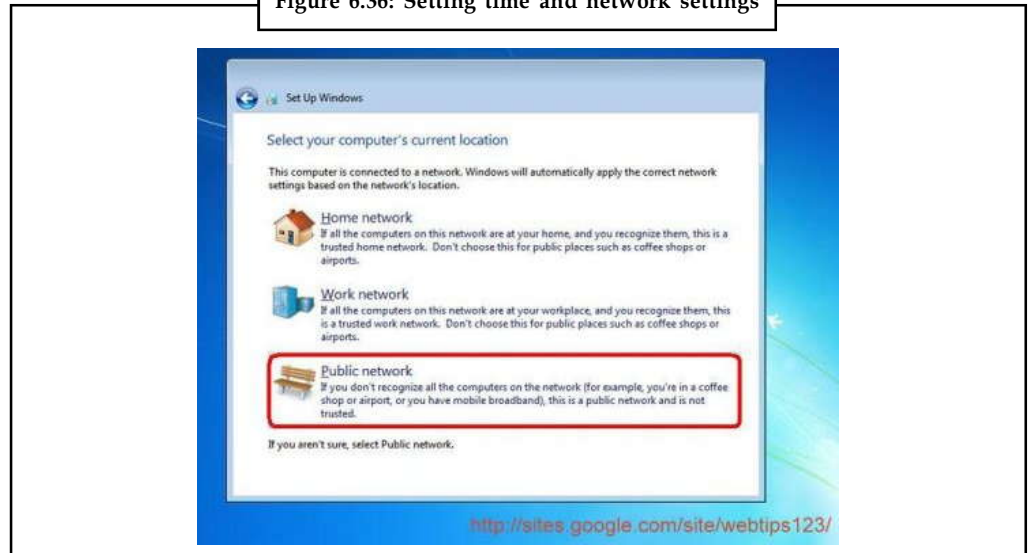 Figure 6.36: Setting time and network settings
Set Up Windows
Select your computer's current location
This computer is connected to a network. Windows will automatically apply the correct network
settings based on the network's location.
Home network
If all the computers on this network are at your home, and you recognize them, this is a
trusted home network. Don't choose this for public places such as coffee shops or
airports.
Work network
If all the computers on this network are at your workplace, and you recognize them, this
is a trusted work network. Don't choose this for public places such as coffee shops or
airports.
Public network
If you don't recognize all the computers on the network (for example, you're in a coffee
shop or airport, or you have mobile broadband), this is a public network and is not
trusted.
If you aren't sure, select Public network.
http://sites.google.com/site/webtips123/